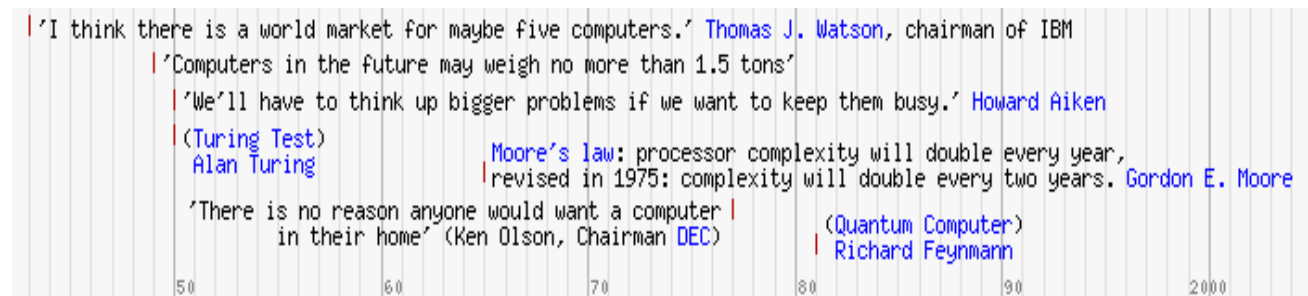 'I think there is a world market for maybe five computers.' Thomas J. Watson, chairman of IBM
'Computers in the future may weigh no more than 1.5 tons'
'We'll have to think up bigger problems if we want to keep them busy.' Howard Aiken
(Turing Test)
Alan Turing
Moore's law: processor complexity will double every year,
revised in 1975: complexity will double every two years. Gordon E. Moore
'There is no reason anyone would want a computer
in their home' (Ken Olson, Chairman DEC)
(Quantum Computer)
Richard Feynmann
50 60 70 80 90 2000